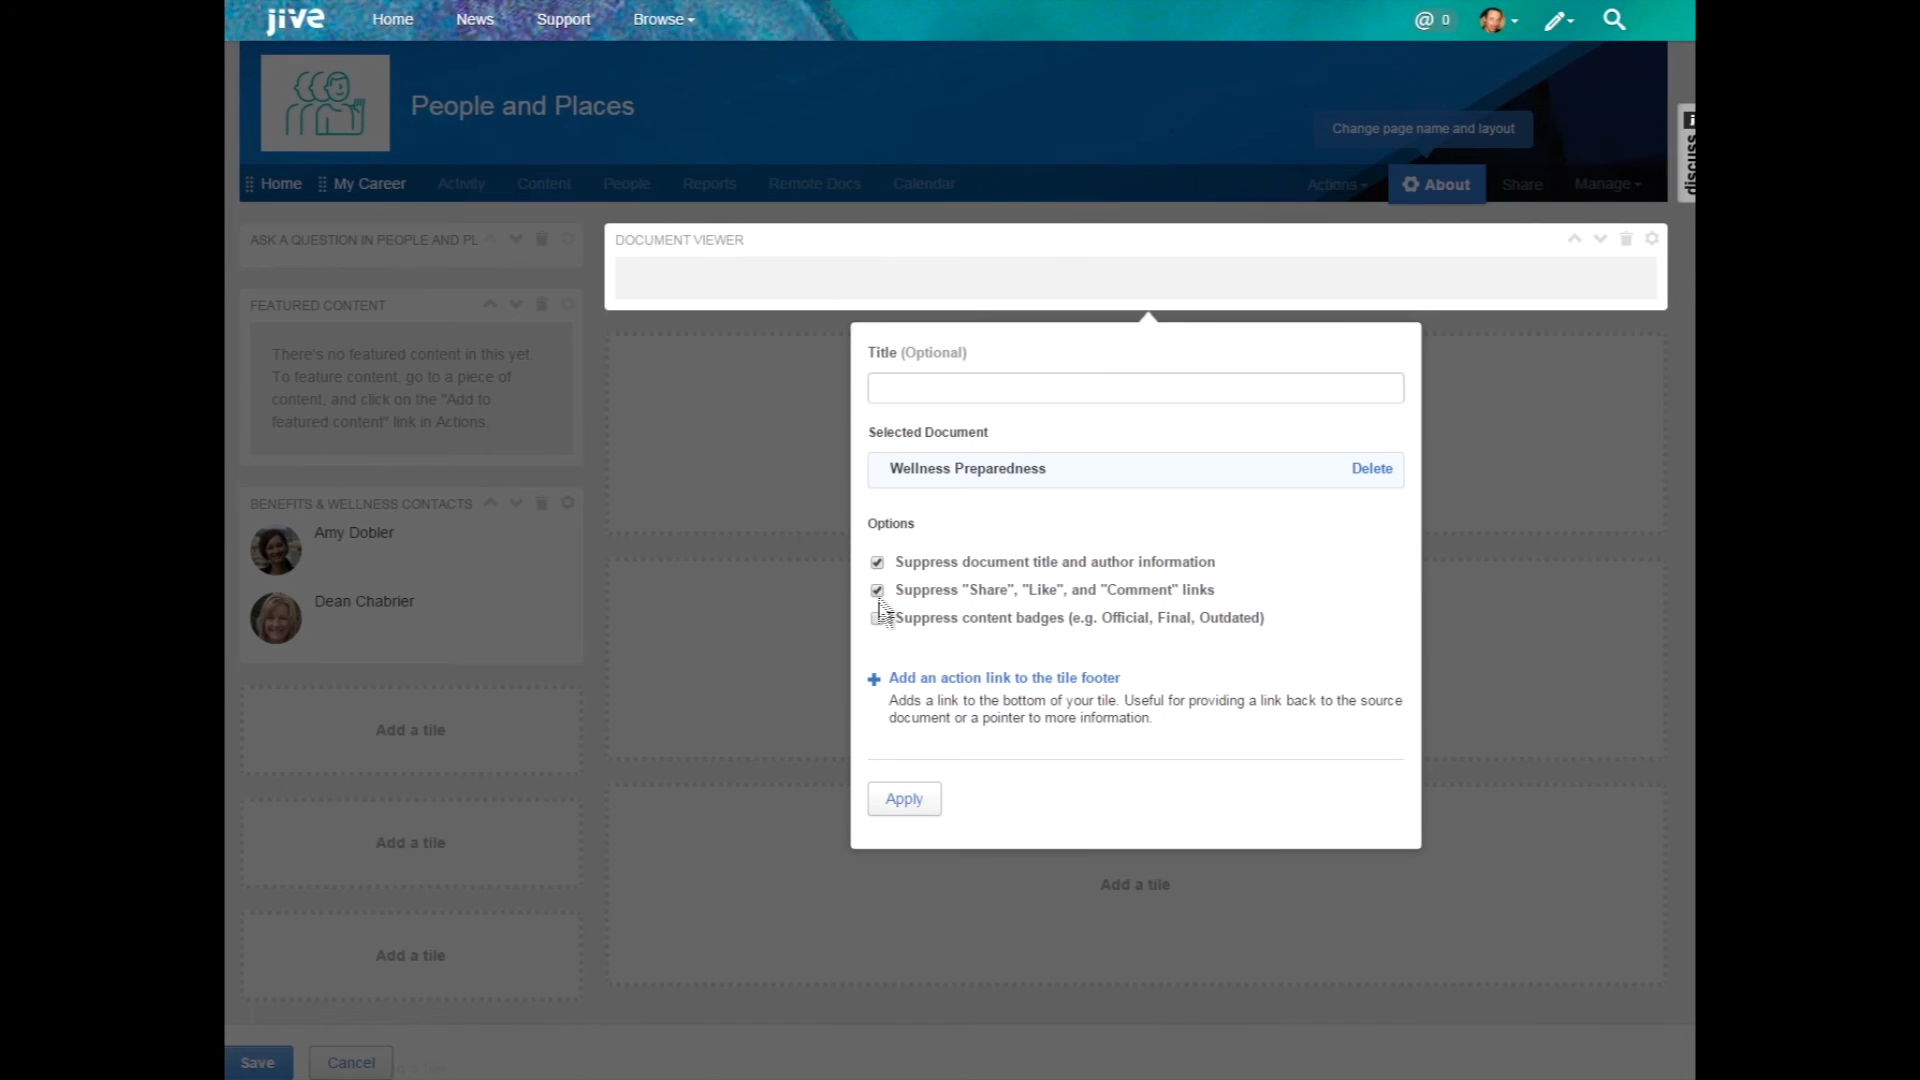 jive Home News Support Browse @ 0
People and Places
Change page name and layout
discuss
Home My Career Activity Content People Reports Remote Docs Calendar Actions About Share Manage
ASK A QUESTION IN PEOPLE AND PL
DOCUMENT VIEWER
FEATURED CONTENT
There's no featured content in this yet.
To feature content, go to a piece of
content, and click on the "Add to
featured content" link in Actions.
BENEFITS & WELLNESS CONTACTS
Amy Dobler
Dean Chabrier
Add a tile
Add a tile
Add a tile
Title (Optional)
Selected Document
Wellness Preparedness Delete
Options
Suppress document title and author information
Suppress "Share", "Like", and "Comment" links
Suppress content badges (e.g. Official, Final, Outdated)
Add an action link to the tile footer
Adds a link to the bottom of your tile. Useful for providing a link back to the source
document or a pointer to more information.
Apply
Add a tile
Save Cancel